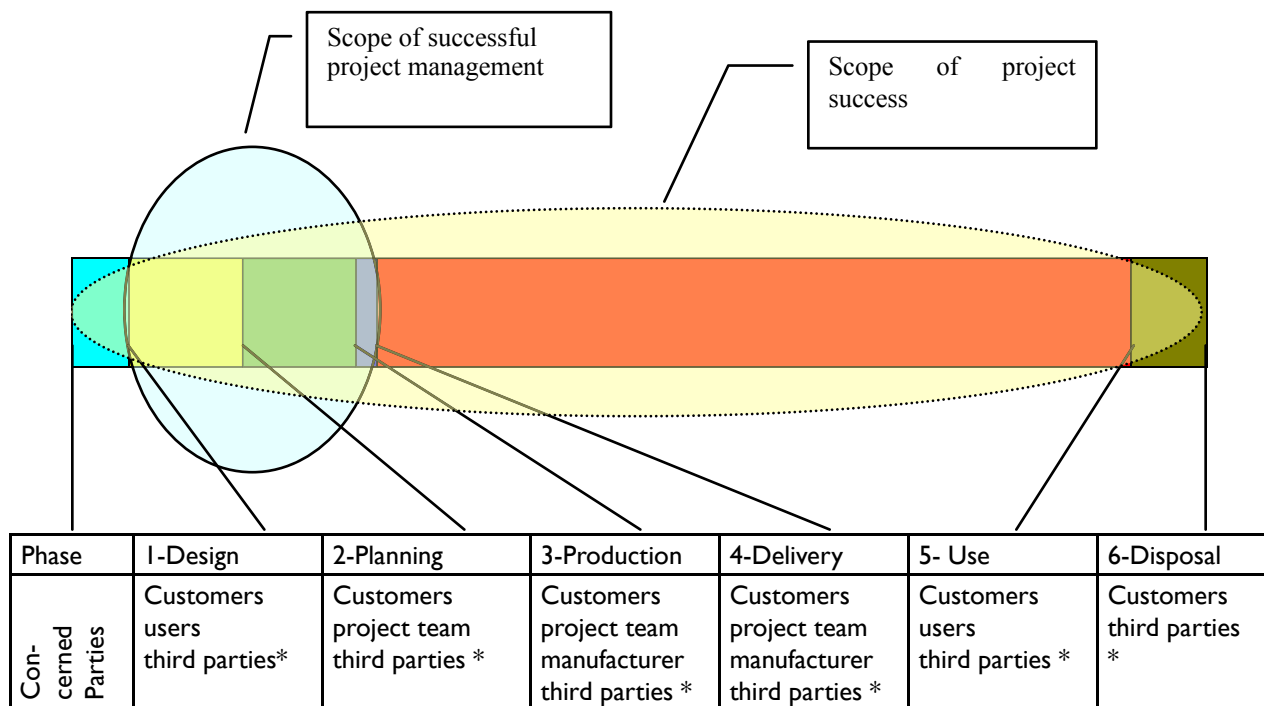 Scope of successful
project management
Scope of project
success
Phase
1-Design
2-Planning
3-Production
4-Delivery
5- Use
6-Disposal
Con-
cerned
Parties
Customers
users
third parties*
Customers
project team
third parties *
Customers
project team
manufacturer
third parties *
Customers
project team
manufacturer
third parties *
Customers
users
third parties *
Customers
third parties
*